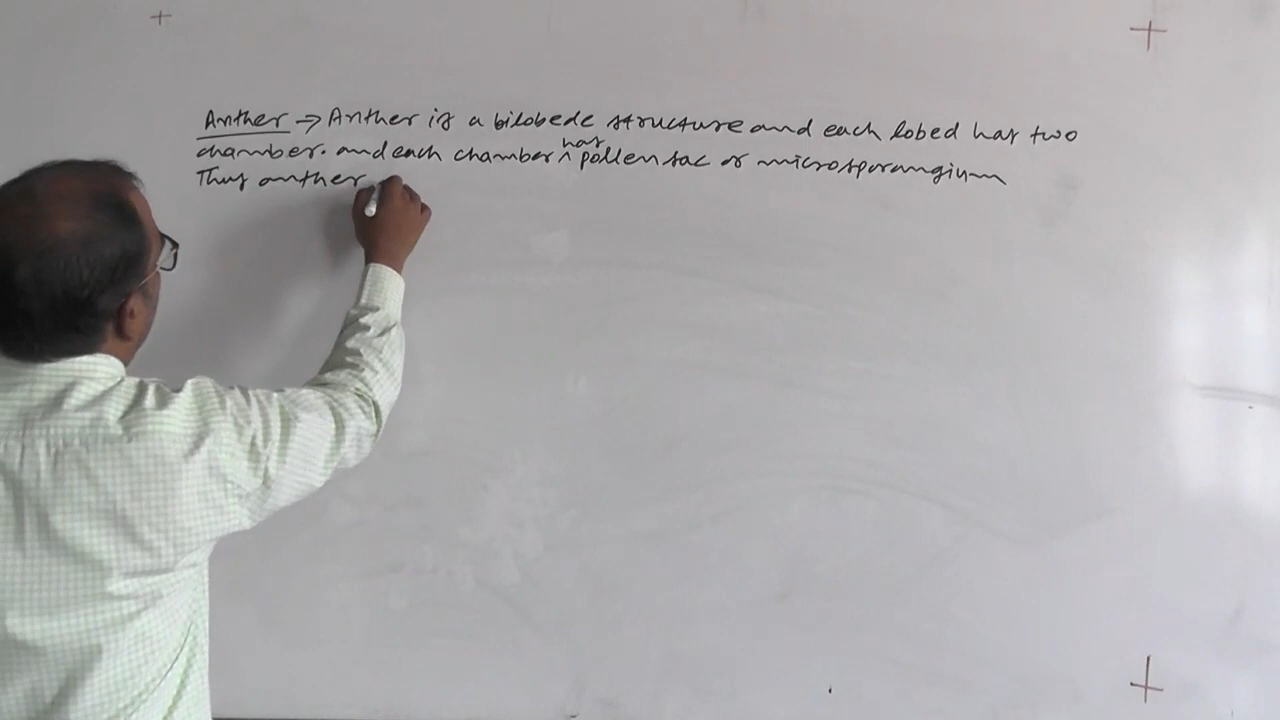 Anther → Anther is a bilobede structure and each lobed has two
chamber. and each chamber has pollen sac or microsporangium
Thus anther